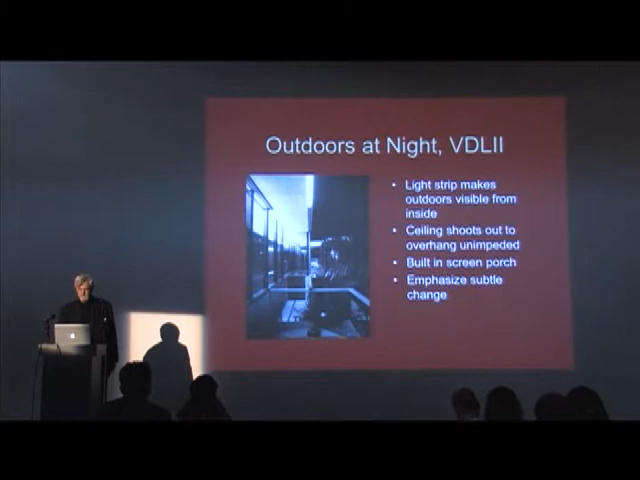 Outdoors at Night, VDLII
• Light strip makes
outdoors visible from
inside
• Ceiling shoots out to
overhang unimpeded
• Built in screen porch
• Emphasize subtle
change